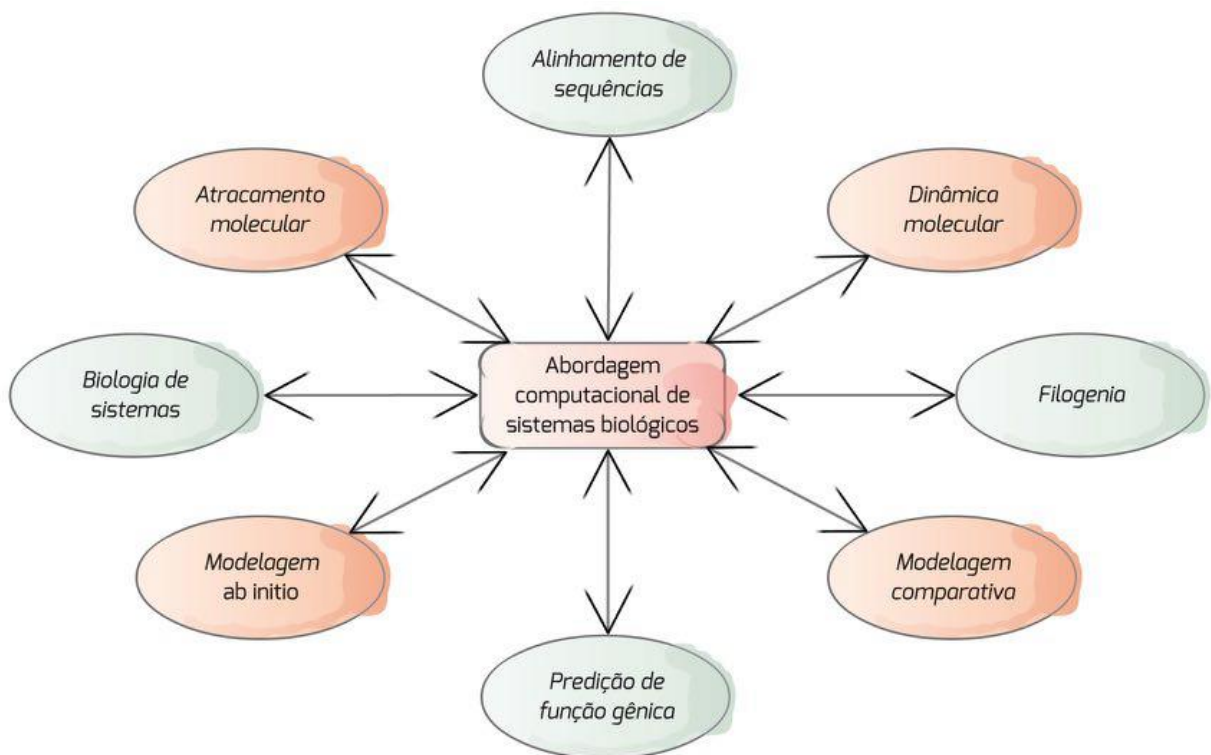 Alinhamento de
sequências
Atracamento
molecular
Dinâmica
molecular
Biologia de
sistemas
Abordagem
computacional de
sistemas biológicos
Filogenia
Modelagem
ab initio
Modelagem
comparativa
Predição de
função gênica